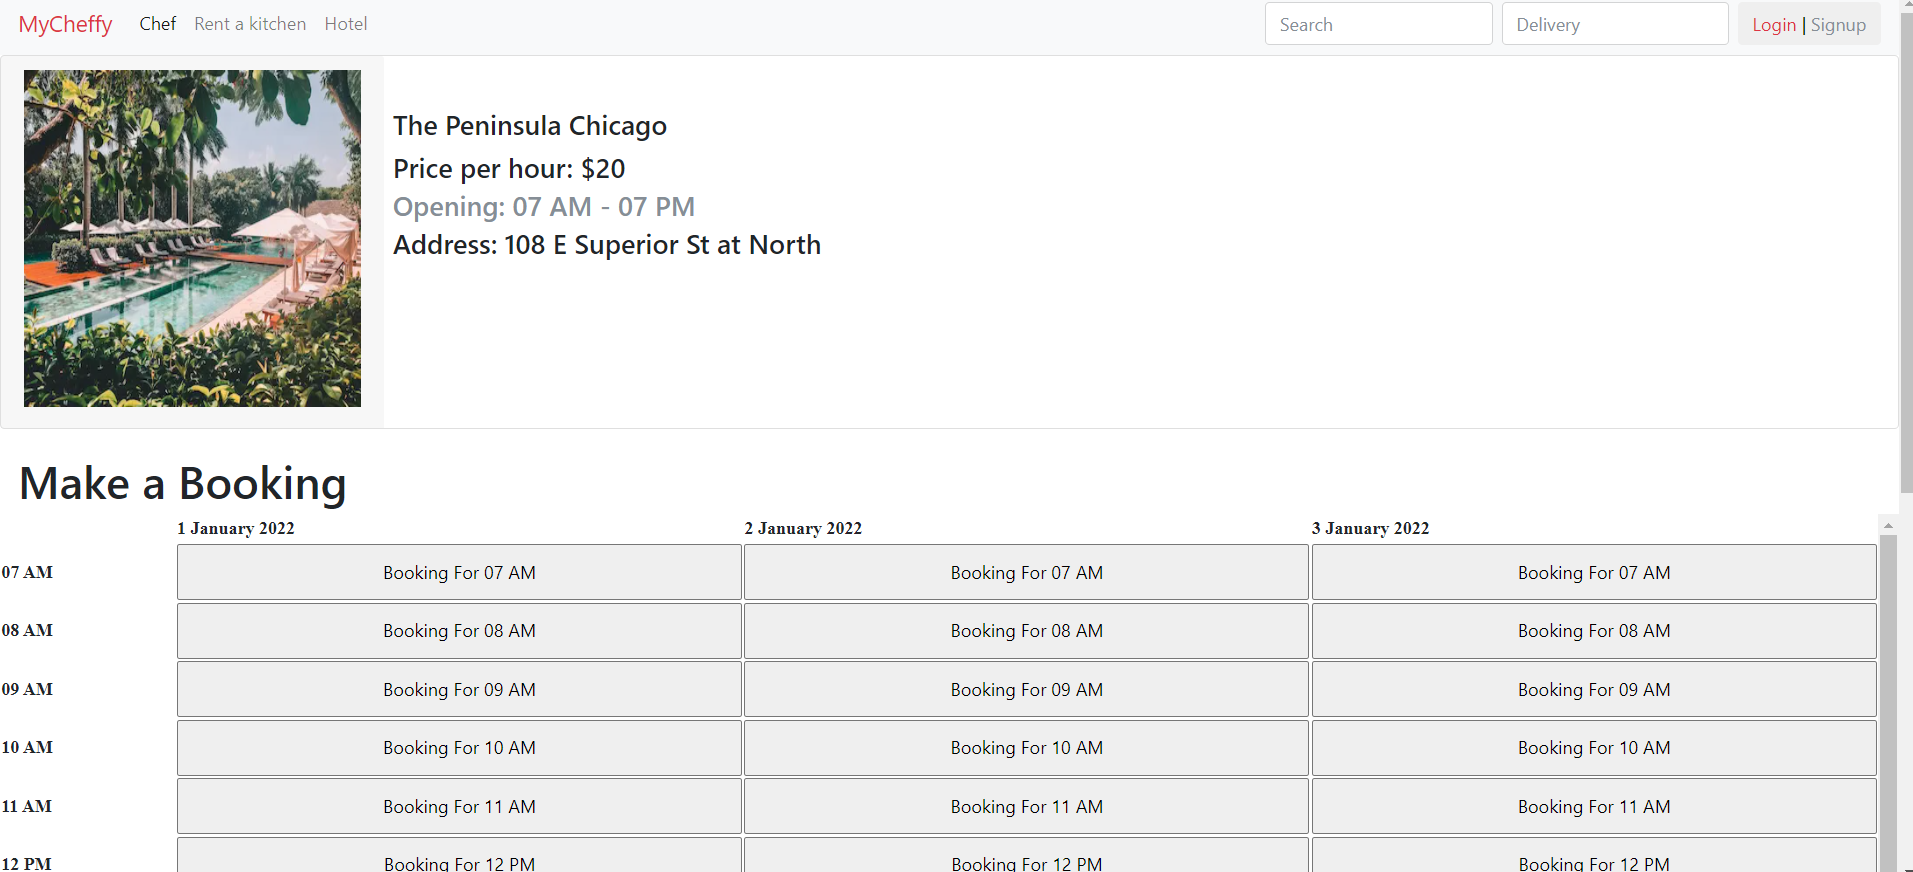 MyCheffy Chef Rent a kitchen Hotel Search Delivery Login | Signup
The Peninsula Chicago
Price per hour: $20
Opening: 07 AM - 07 PM
Address: 108 E Superior St at North
Make a Booking
1 January 2022 2 January 2022 3 January 2022
07 AM Booking For 07 AM Booking For 07 AM Booking For 07 AM
08 AM Booking For 08 AM Booking For 08 AM Booking For 08 AM
09 AM Booking For 09 AM Booking For 09 AM Booking For 09 AM
10 AM Booking For 10 AM Booking For 10 AM Booking For 10 AM
11 AM Booking For 11 AM Booking For 11 AM Booking For 11 AM
12 PM Booking For 12 PM Booking For 12 PM Booking For 12 PM